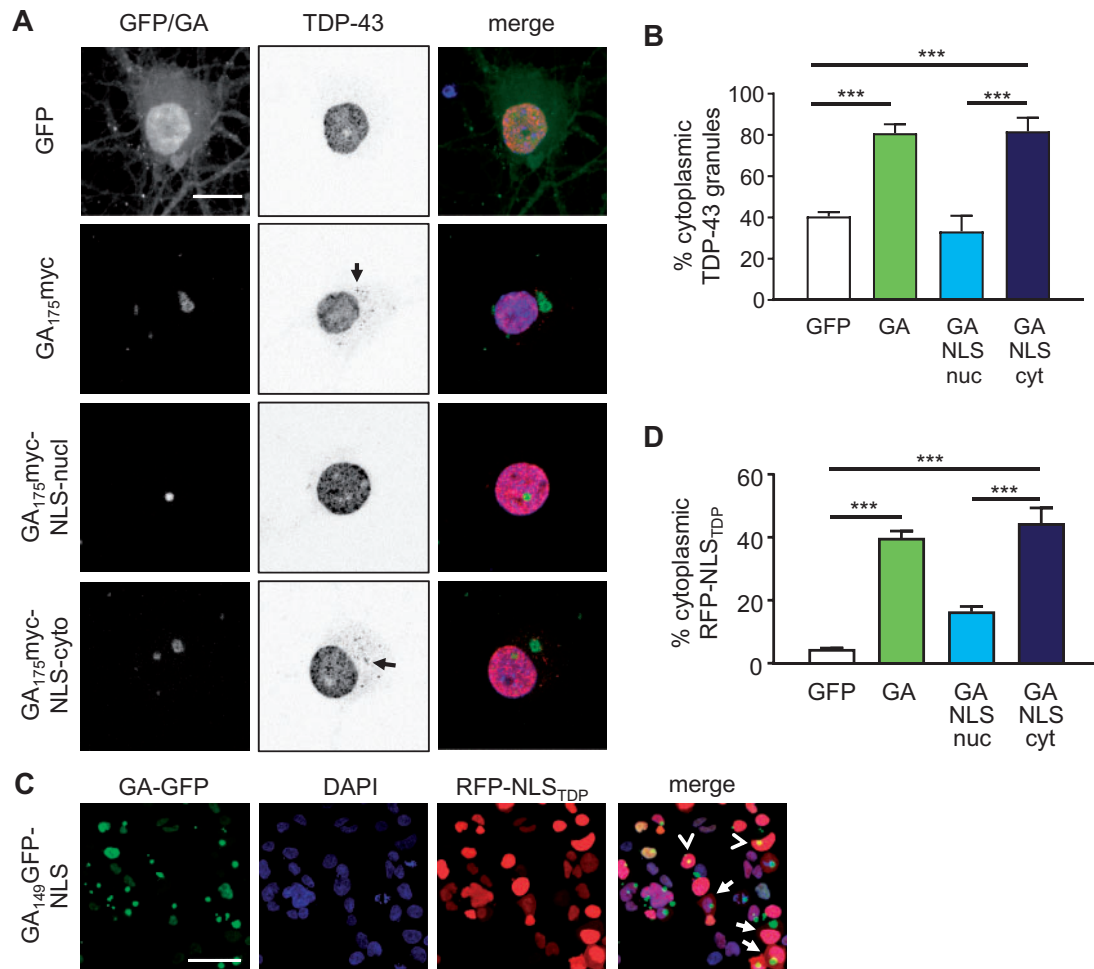 A
GFP/GA
TDP-43
merge
GFP
GA175myc
GA175myc-
NLS-nucl
GA175myc-
NLS-cyto
B
% cytoplasmic
TDP-43 granules
100
80
60
40
20
0
***
***
***
GFP
GA
GA
NLS
nuc
GA
NLS
cyt
D
% cytoplasmic
RFP-NLSTDP
60
40
20
0
***
***
***
GFP
GA
GA
NLS
nuc
GA
NLS
cyt
C
GA-GFP
DAPI
RFP-NLSTDP
merge
GA149GFP-
NLS